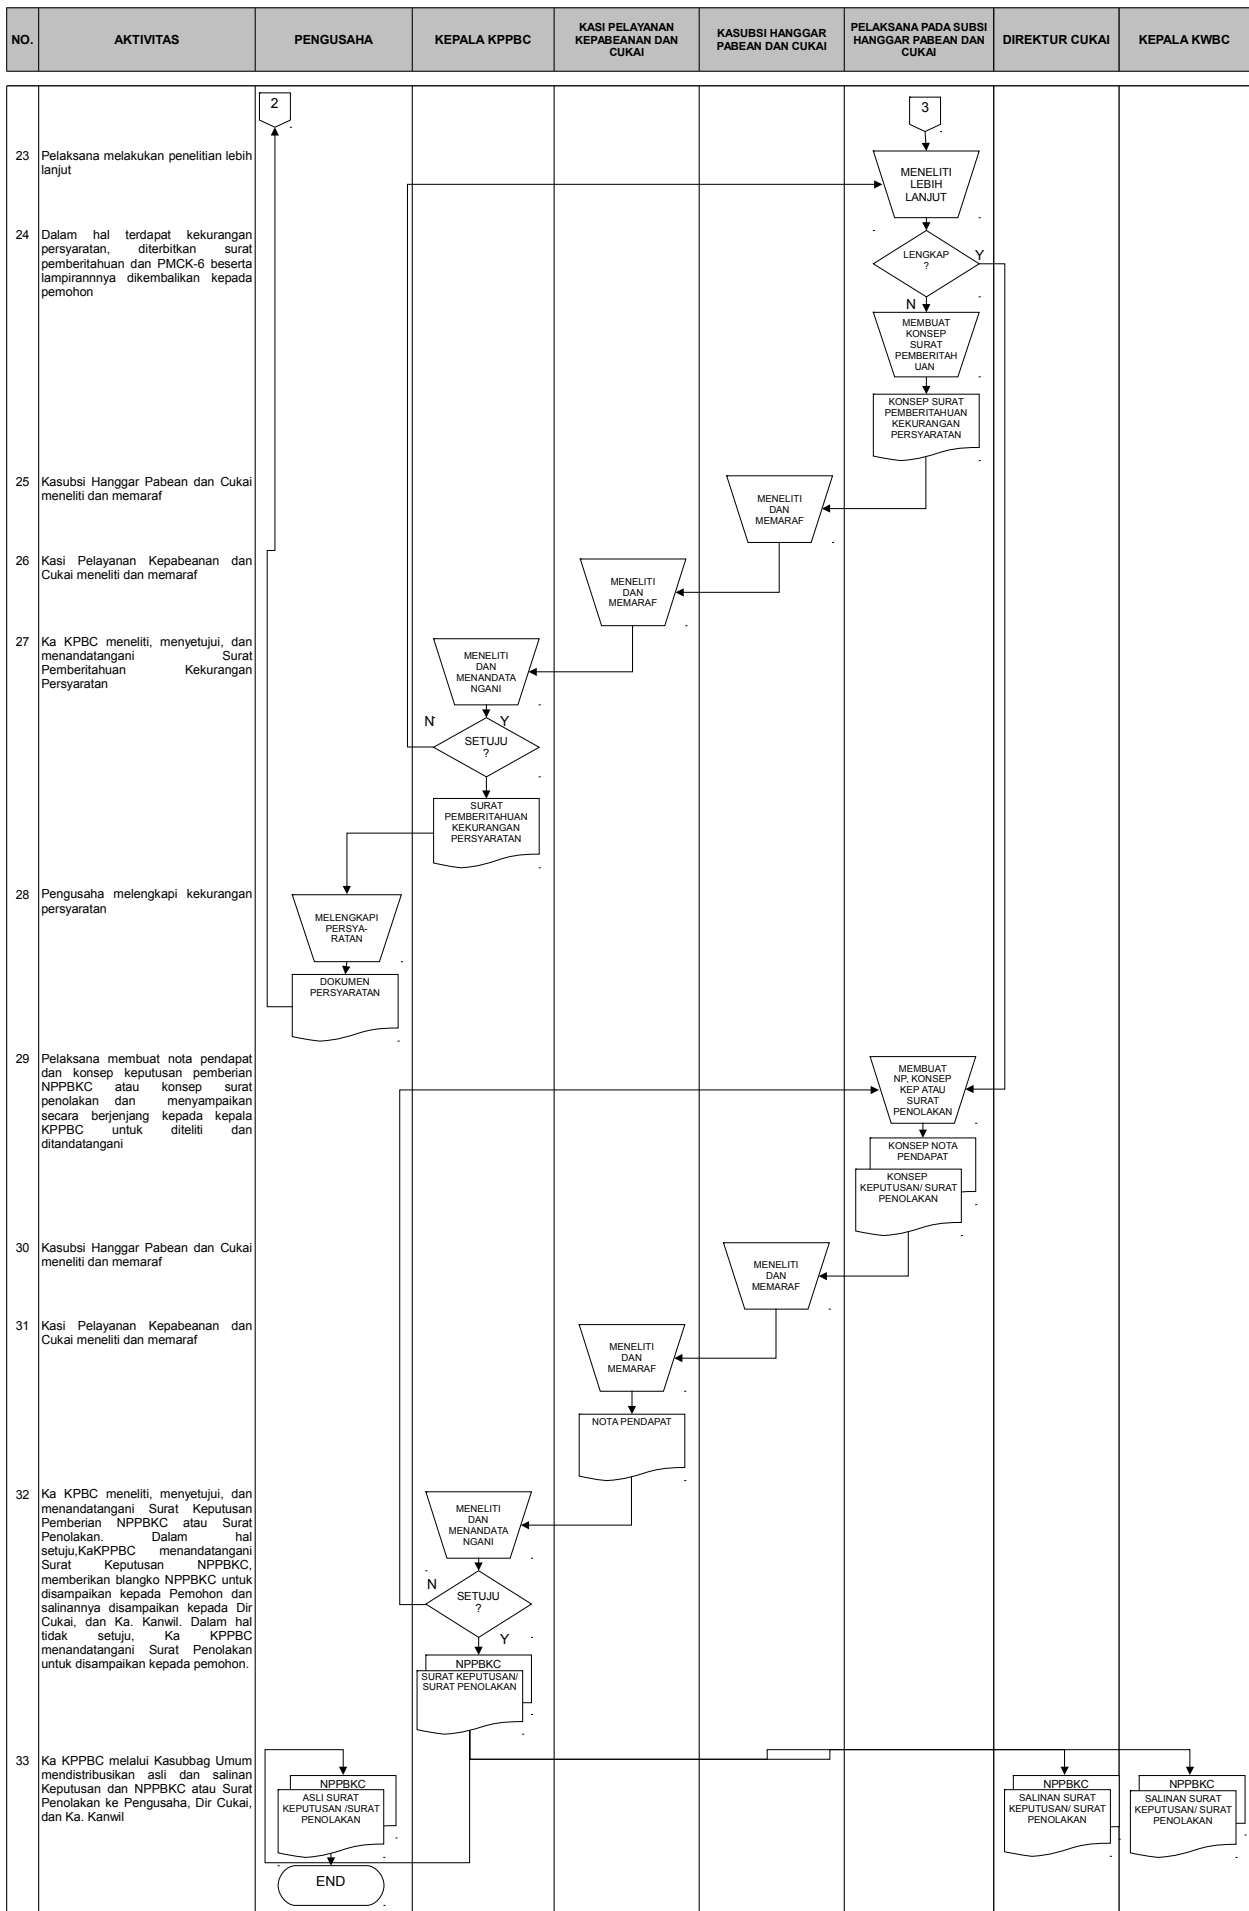 NO.
AKTIVITAS
PENGUSAHA
KEPALA KPPBC
KASI PELAYANAN
KEPABEANAN DAN
CUKAI
KASUBSI HANGGAR
PABEAN DAN CUKAI
PELAKSANA PADA SUBSI
HANGGAR PABEAN DAN
CUKAI
DIREKTUR CUKAI
KEPALA KWBC
2
3
23 Pelaksana melakukan penelitian lebih
lanjut
MENELITI
LEBIH
LANJUT
24 Dalam hal terdapat kekurangan
persyaratan, diterbitkan surat
pemberitahuan dan PMCK-6 beserta
lampirannnya dikembalikan kepada
pemohon
LENGKAP
?
Y
N
MEMBUAT
KONSEP
SURAT
PEMBERITAH
UAN
KONSEP SURAT
PEMBERITAHUAN
KEKURANGAN
PERSYARATAN
25 Kasubsi Hanggar Pabean dan Cukai
meneliti dan memaraf
MENELITI
DAN
MEMARAF
26 Kasi Pelayanan Kepabeanan dan
Cukai meneliti dan memaraf
MENELITI
DAN
MEMARAF
27 Ka KPBC meneliti, menyetujui, dan
menandatangani Surat
Pemberitahuan Kekurangan
Persyaratan
MENELITI
DAN
MENANDATA
NGANI
N
Y
SETUJU
?
SURAT
PEMBERITAHUAN
KEKURANGAN
PERSYARATAN
28 Pengusaha melengkapi kekurangan
persyaratan
MELENGKAPI
PERSYA-
RATAN
DOKUMEN
PERSYARATAN
29 Pelaksana membuat nota pendapat
dan konsep keputusan pemberian
NPPBKC atau konsep surat
penolakan dan menyampaikan
secara berjenjang kepada kepala
KPPBC untuk diteliti dan
ditandatangani
MEMBUAT
NP, KONSEP
KEP ATAU
SURAT
PENOLAKAN
KONSEP NOTA
PENDAPAT
KONSEP
KEPUTUSAN/ SURAT
PENOLAKAN
30 Kasubsi Hanggar Pabean dan Cukai
meneliti dan memaraf
MENELITI
DAN
MEMARAF
31 Kasi Pelayanan Kepabeanan dan
Cukai meneliti dan memaraf
MENELITI
DAN
MEMARAF
NOTA PENDAPAT
32 Ka KPBC meneliti, menyetujui, dan
menandatangani Surat Keputusan
Pemberian NPPBKC atau Surat
Penolakan. Dalam hal
setuju,KaKPPBC menandatangani
Surat Keputusan NPPBKC,
memberikan blangko NPPBKC untuk
disampaikan kepada Pemohon dan
salinannya disampaikan kepada Dir
Cukai, dan Ka. Kanwil. Dalam hal
tidak setuju, Ka KPPBC
menandatangani Surat Penolakan
untuk disampaikan kepada pemohon.
MENELITI
DAN
MENANDATA
NGANI
N
SETUJU
?
Y
NPPBKC
SURAT KEPUTUSAN/
SURAT PENOLAKAN
33 Ka KPPBC melalui Kasubbag Umum
mendistribusikan asli dan salinan
Keputusan dan NPPBKC atau Surat
Penolakan ke Pengusaha, Dir Cukai,
dan Ka. Kanwil
NPPBKC
ASLI SURAT
KEPUTUSAN /SURAT
PENOLAKAN
NPPBKC
SALINAN SURAT
KEPUTUSAN/ SURAT
PENOLAKAN
NPPBKC
SALINAN SURAT
KEPUTUSAN/ SURAT
PENOLAKAN
END